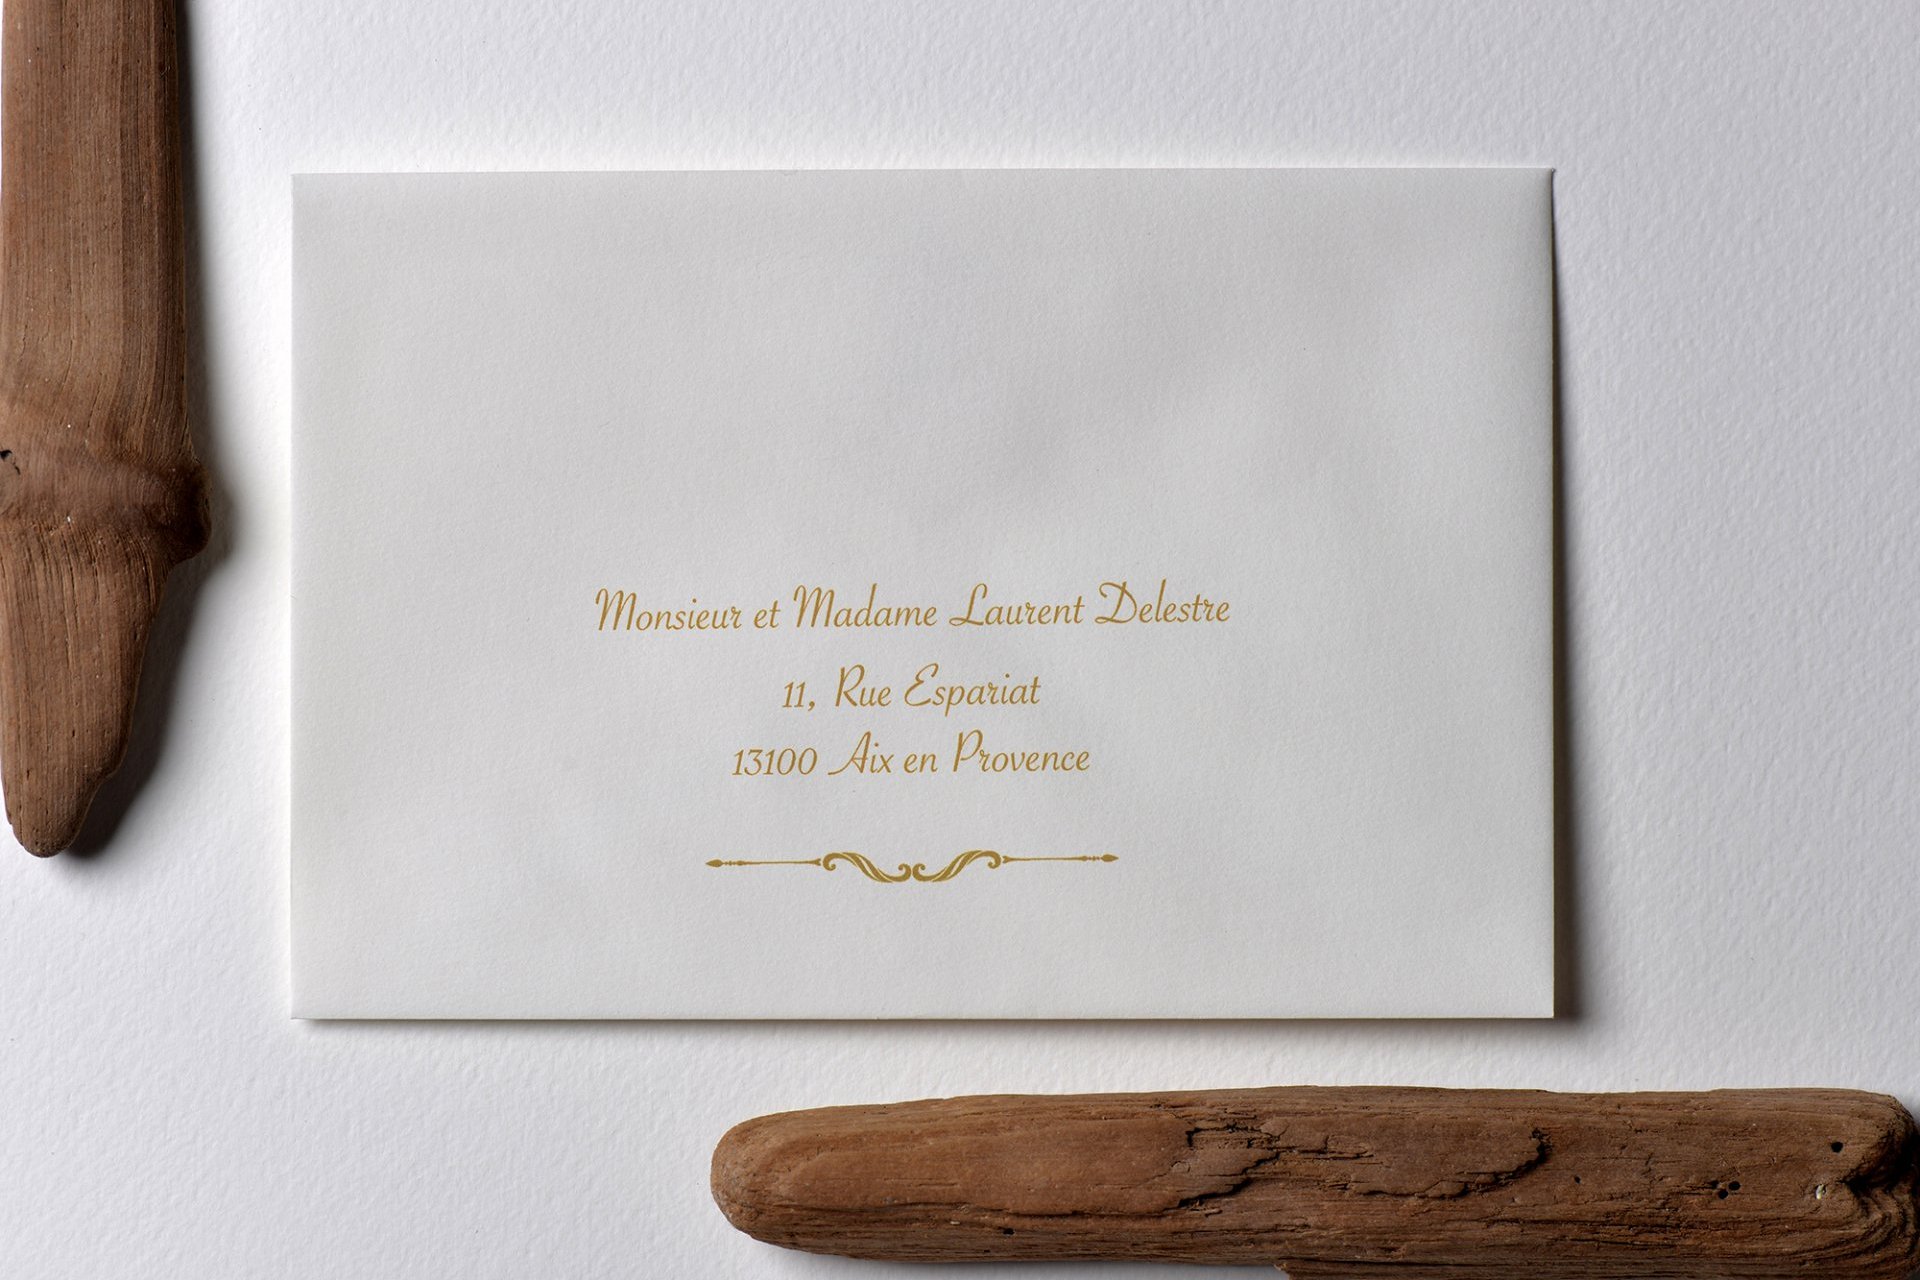 Monsieur et Madame Laurent Delestre
11, Rue Espariat
13100 Aix en Provence